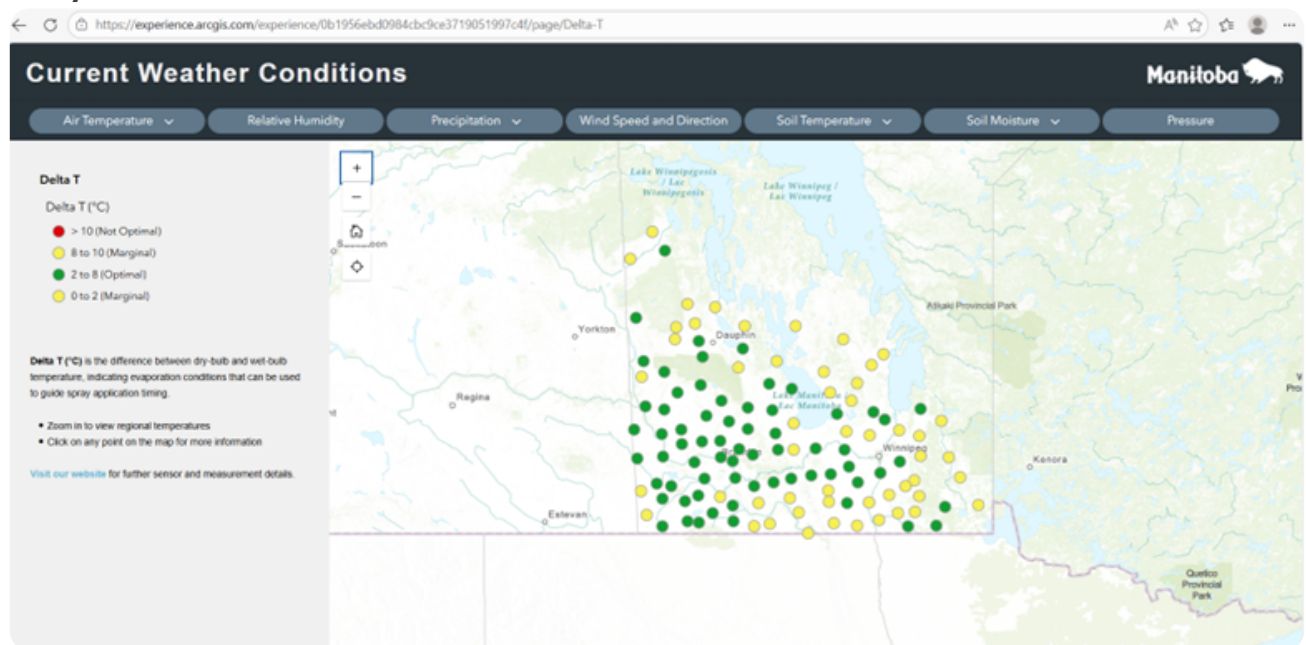 https://experience.arcgis.com/experience/0b1956ebd0984cbc9ce3719051997c4f/page/Delta-T
Current Weather Conditions
Manitoba
Air Temperature
Relative Humidity
Precipitation
Wind Speed and Direction
Soil Temperature
Soil Moisture
Pressure
Delta T
Delta T (°C)
> 10 (Not Optimal)
8 to 10 (Marginal)
2 to 8 (Optimal)
0 to 2 (Marginal)
Delta T (°C) is the difference between dry-bulb and wet-bulb
temperature, indicating evaporation conditions that can be used
to guide spray application timing.
• Zoom in to view regional temperatures
• Click on any point on the map for more information
Visit our website for further sensor and measurement details.
+
−
Lake Winnipegosis
/ Lac
Winnipegosis
Lake Winnipeg /
Lac Winnipeg
Atikaki Provincial Park
Yorkton
Dauphin
Regina
Lac Manitoba
Winnipeg
Kenora
Estevan
Quetico
Provincial
Park